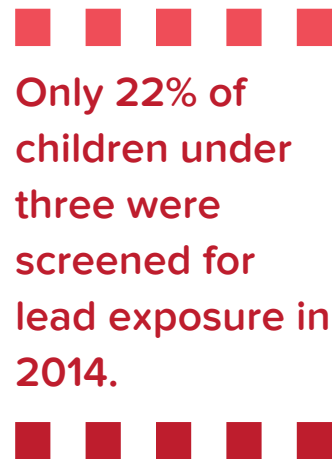 Only 22% of
children under
three were
screened for
lead exposure in
2014.